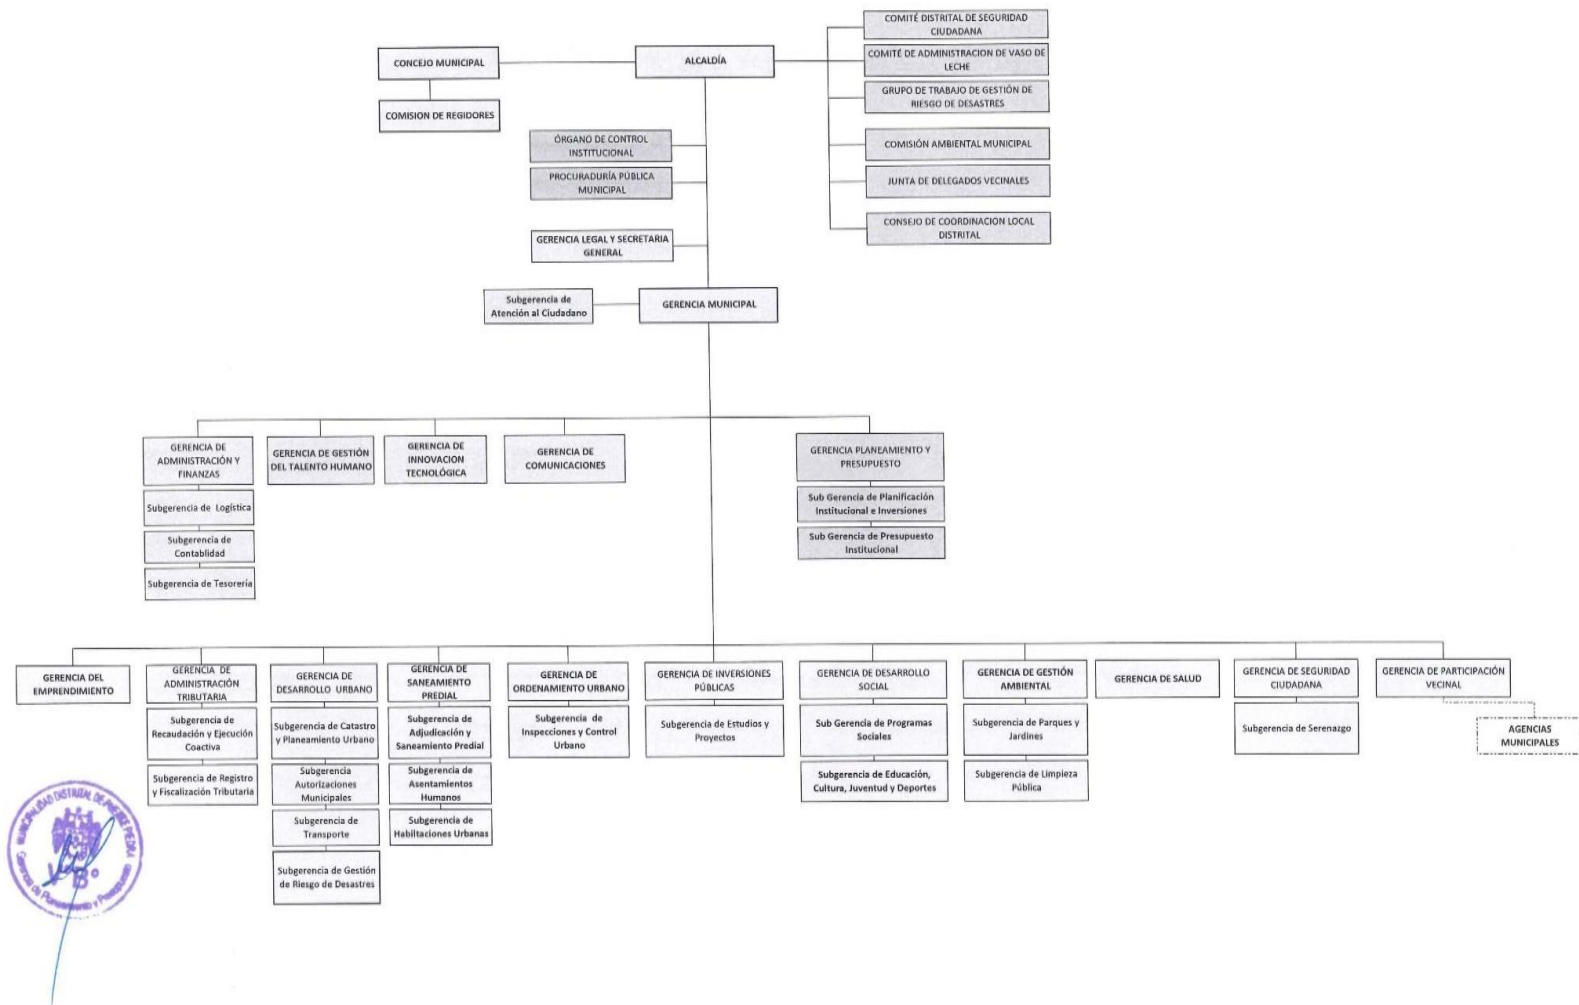 COMITÉ DISTRITAL DE SEGURIDAD
CIUDADANA
CONCEJO MUNICIPAL
ALCALDÍA
COMITÉ DE ADMINISTRACION DE VASO DE
LECHE
COMISION DE REGIDORES
GRUPO DE TRABAJO DE GESTIÓN DE
RIESGO DE DESASTRES
ÓRGANO DE CONTROL
INSTITUCIONAL
COMISIÓN AMBIENTAL MUNICIPAL
PROCURADURÍA PÚBLICA
MUNICIPAL
JUNTA DE DELEGADOS VECINALES
CONSEJO DE COORDINACION LOCAL
DISTRITAL
GERENCIA LEGAL Y SECRETARIA
GENERAL
Subgerencia de
Atención al Ciudadano
GERENCIA MUNICIPAL
GERENCIA DE
ADMINISTRACIÓN Y
FINANZAS
GERENCIA DE GESTIÓN
DEL TALENTO HUMANO
GERENCIA DE
INNOVACION
TECNOLÓGICA
GERENCIA DE
COMUNICACIONES
GERENCIA PLANEAMIENTO Y
PRESUPUESTO
Subgerencia de Logística
Subgerencia de
Contablidad
Subgerencia de Tesorería
Sub Gerencia de Planificación
Institucional e Inversiones
Sub Gerencia de Presupuesto
Institucional
GERENCIA DEL
EMPRENDIMIENTO
GERENCIA DE
ADMINISTRACIÓN
TRIBUTARIA
Subgerencia de
Recaudación y Ejecución
Coactiva
Subgerencia de Registro
y Fiscalización Tributaria
GERENCIA DE
DESARROLLO URBANO
Subgerencia de Catastro
y Planeamiento Urbano
Subgerencia
Autorizaciones
Municipales
Subgerencia de
Transporte
Subgerencia de Gestión
de Riesgo de Desastres
GERENCIA DE
SANEAMIENTO
PREDIAL
Subgerencia de
Adjudicación y
Saneamiento Predial
Subgerencia de
Asentamientos
Humanos
Subgerencia de
Habiltaciones Urbanas
GERENCIA DE
ORDENAMIENTO URBANO
Subgerencia de
Inspecciones y Control
Urbano
GERENCIA DE INVERSIONES
PÚBLICAS
Subgerencia de Estudios y
Proyectos
GERENCIA DE DESARROLLO
SOCIAL
Sub Gerencia de Programas
Sociales
Subgerencia de Educación,
Cultura, Juventud y Deportes
GERENCIA DE GESTIÓN
AMBIENTAL
Subgerencia de Parques y
Jardines
Subgerencia de Limpieza
Pública
GERENCIA DE SALUD
GERENCIA DE SEGURIDAD
CIUDADANA
Subgerencia de Serenazgo
GERENCIA DE PARTICIPACIÓN
VECINAL
AGENCIAS
MUNICIPALES
MUNICIPALIDAD DISTRITAL DE PUENTE PIEDRA
V°B°
Gerencia de Planeamiento y Presupuesto